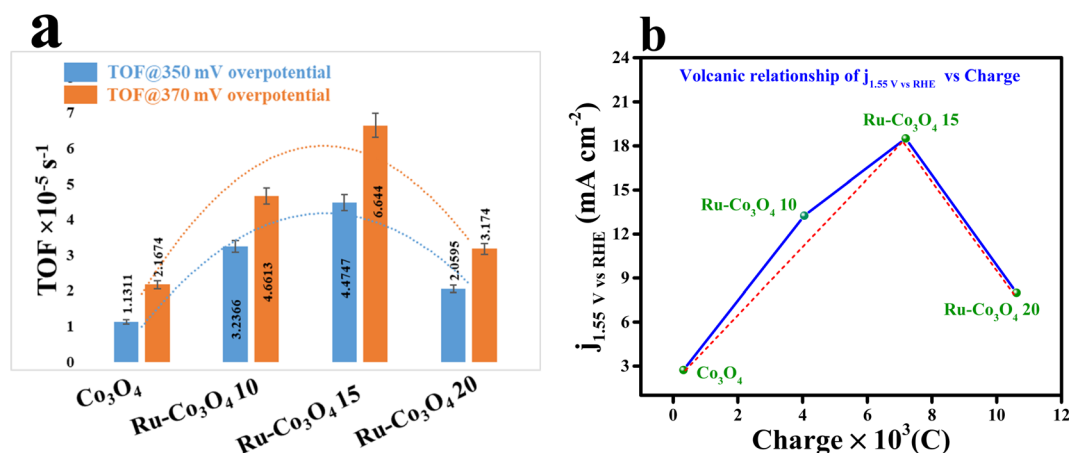 a
TOF@350 mV overpotential
TOF@370 mV overpotential
TOF ×10⁻⁵ s⁻¹
7
6
5
4
3
2
1
0
1.1311
2.1674
3.2366
4.6613
4.4747
6.644
2.0595
3.174
Co₃O₄
Ru-Co₃O₄ 10
Ru-Co₃O₄ 15
Ru-Co₃O₄ 20
b
Volcanic relationship of j₁.₅₅ V vs RHE vs Charge
j₁.₅₅ V vs RHE (mA cm⁻²)
24
21
18
15
12
9
6
3
Ru-Co₃O₄ 15
Ru-Co₃O₄ 10
Ru-Co₃O₄ 20
Co₃O₄
0 2 4 6 8 10 12
Charge × 10³(C)